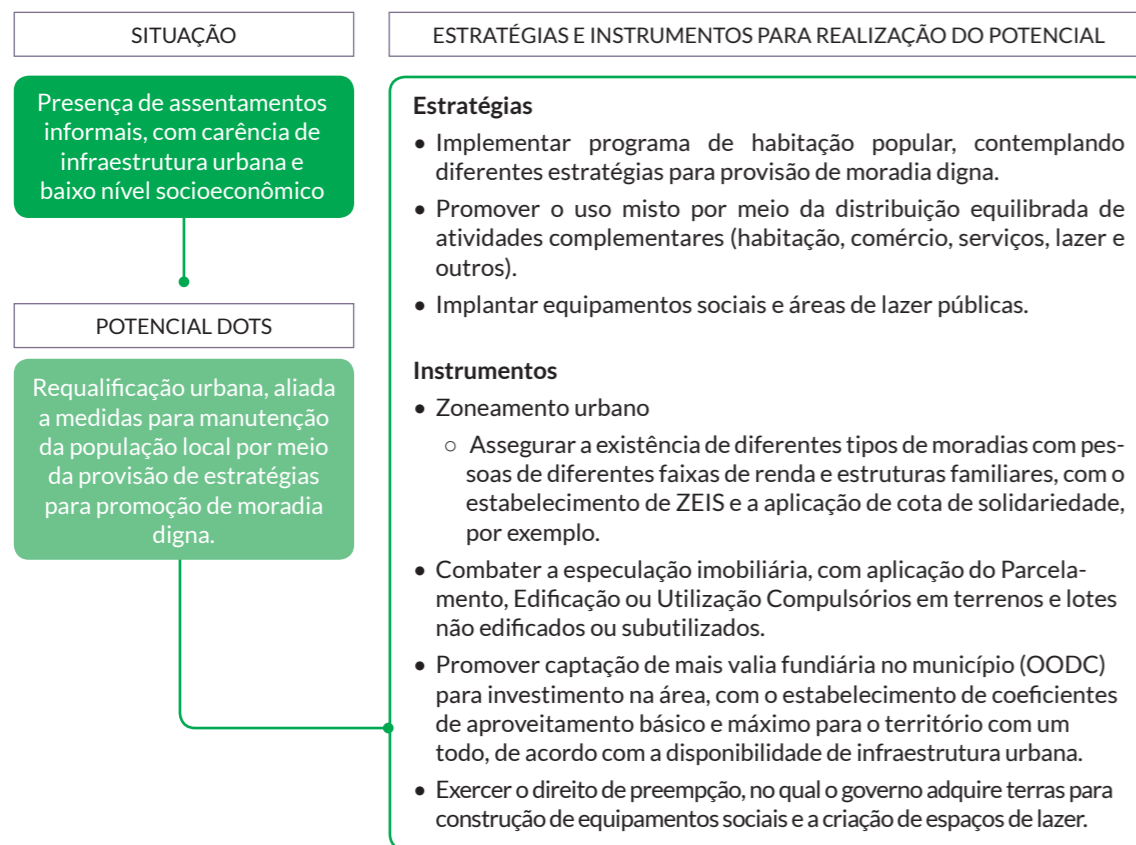 SITUAÇÃO
Presença de assentamentos
informais, com carência de
infraestrutura urbana e
baixo nível socioeconômico
POTENCIAL DOTS
Requalificação urbana, aliada
a medidas para manutenção
da população local por meio
da provisão de estratégias
para promoção de moradia
digna.
ESTRATÉGIAS E INSTRUMENTOS PARA REALIZAÇÃO DO POTENCIAL
Estratégias
• Implementar programa de habitação popular, contemplando
diferentes estratégias para provisão de moradia digna.
• Promover o uso misto por meio da distribuição equilibrada de
atividades complementares (habitação, comércio, serviços, lazer e
outros).
• Implantar equipamentos sociais e áreas de lazer públicas.
Instrumentos
• Zoneamento urbano
○ Assegurar a existência de diferentes tipos de moradias com pes-
soas de diferentes faixas de renda e estruturas familiares, com o
estabelecimento de ZEIS e a aplicação de cota de solidariedade,
por exemplo.
• Combater a especulação imobiliária, com aplicação do Parcela-
mento, Edificação ou Utilização Compulsórios em terrenos e lotes
não edificados ou subutilizados.
• Promover captação de mais valia fundiária no município (OODC)
para investimento na área, com o estabelecimento de coeficientes
de aproveitamento básico e máximo para o território com um
todo, de acordo com a disponibilidade de infraestrutura urbana.
• Exercer o direito de preempção, no qual o governo adquire terras para
construção de equipamentos sociais e a criação de espaços de lazer.